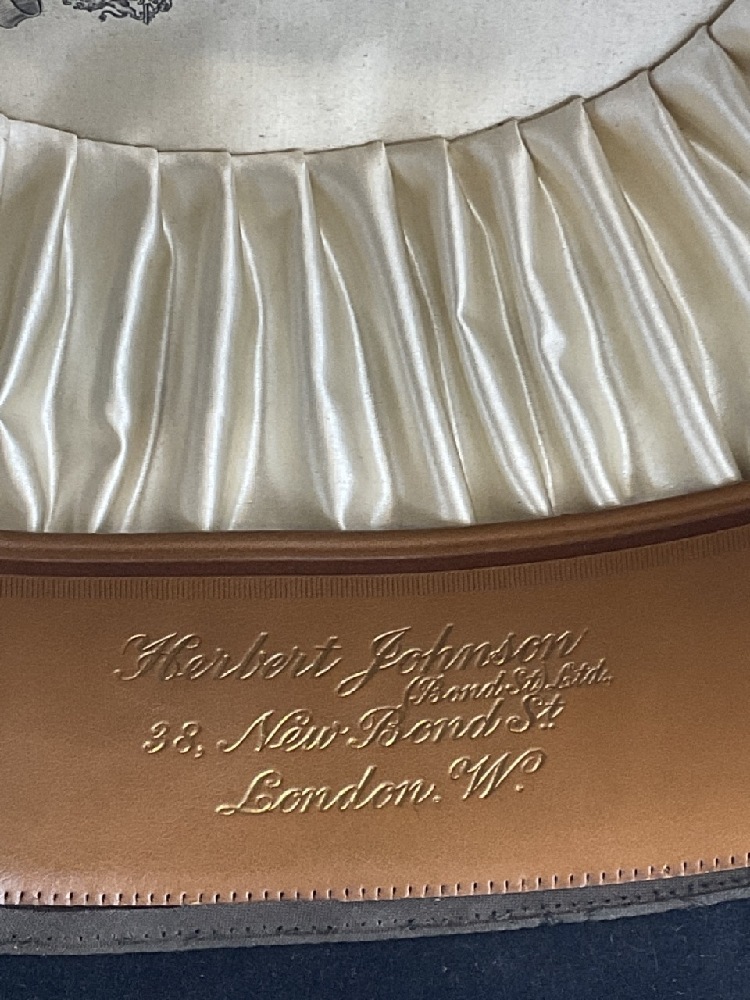 Herbert Johnson
(Bond St) Ltd.
38, New Bond St
London. W.